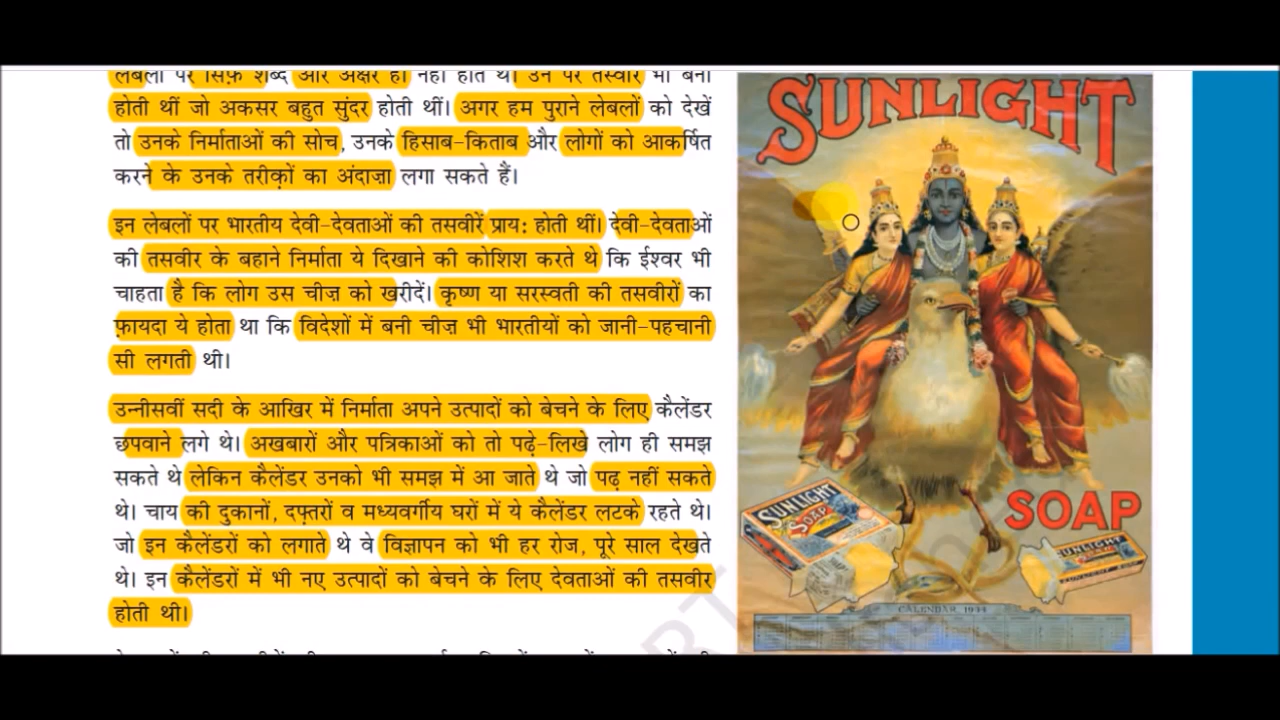 लेबलों पर सिर्फ़ शब्द और अक्षर ही नहीं होते थे। उन पर तस्वीरें भी बनी
होती थीं जो अकसर बहुत सुंदर होती थीं। अगर हम पुराने लेबलों को देखें
तो उनके निर्माताओं की सोच, उनके हिसाब-किताब और लोगों को आकर्षित
करने के उनके तरीक़ों का अंदाज़ा लगा सकते हैं।
इन लेबलों पर भारतीय देवी-देवताओं की तसवीरें प्राय: होती थीं। देवी-देवताओं
की तसवीर के बहाने निर्माता ये दिखाने की कोशिश करते थे कि ईश्वर भी
चाहता है कि लोग उस चीज़ को खरीदें। कृष्ण या सरस्वती की तसवीरों का
फ़ायदा ये होता था कि विदेशों में बनी चीज़ भी भारतीयों को जानी-पहचानी
सी लगती थी।
उन्नीसवीं सदी के आखिर में निर्माता अपने उत्पादों को बेचने के लिए कैलेंडर
छपवाने लगे थे। अखबारों और पत्रिकाओं को तो पढ़े-लिखे लोग ही समझ
सकते थे लेकिन कैलेंडर उनको भी समझ में आ जाते थे जो पढ़ नहीं सकते
थे। चाय की दुकानों, दफ़्तरों व मध्यवर्गीय घरों में ये कैलेंडर लटके रहते थे।
जो इन कैलेंडरों को लगाते थे वे विज्ञापन को भी हर रोज, पूरे साल देखते
थे। इन कैलेंडरों में भी नए उत्पादों को बेचने के लिए देवताओं की तसवीर
होती थी।
SUNLIGHT
SOAP
SUNLIGHT
SOAP
SUNLIGHT
CALENDAR 1934